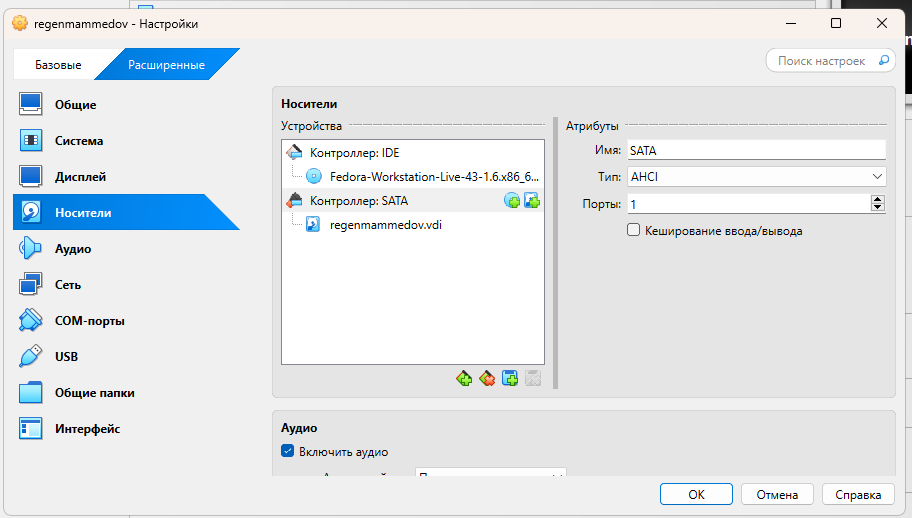 regenmammedov - Настройки
Базовые
Расширенные
Поиск настроек
Общие
Система
Дисплей
Носители
Аудио
Сеть
COM-порты
USB
Общие папки
Интерфейс
Носители
Устройства
Контроллер: IDE
Fedora-Workstation-Live-43-1.6.x86_6...
Контроллер: SATA
regenmammedov.vdi
Атрибуты
Имя: SATA
Тип: AHCI
Порты: 1
Кеширование ввода/вывода
Аудио
Включить аудио
OK
Отмена
Справка